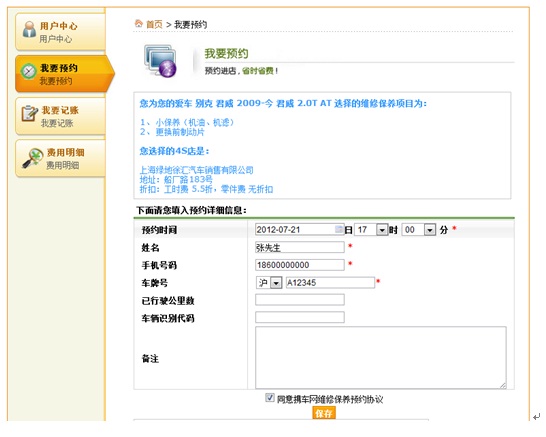 用户中心
用户中心
我要预约
我要预约
我要记账
我要记账
费用明细
费用明细
首页 > 我要预约
我要预约
预约进店，省时省费！
您为您的爱车 别克 君威 2009-今 君威 2.0T AT 选择的维修保养项目为：
1、 小保养（机油、机滤）
2、 更换前制动片
您选择的4S店是：
上海绿地徐汇汽车销售有限公司
地址：船厂路183号
折扣：工时费 5.5折，零件费 无折扣
下面请您填入预约详细信息：
预约时间 2012-07-21 日 17 时 00 分 *
姓名 张先生 *
手机号码 18600000000 *
车牌号 沪 A12345 *
已行驶公里数
车辆识别代码
备注
同意携车网维修保养预约协议
保存